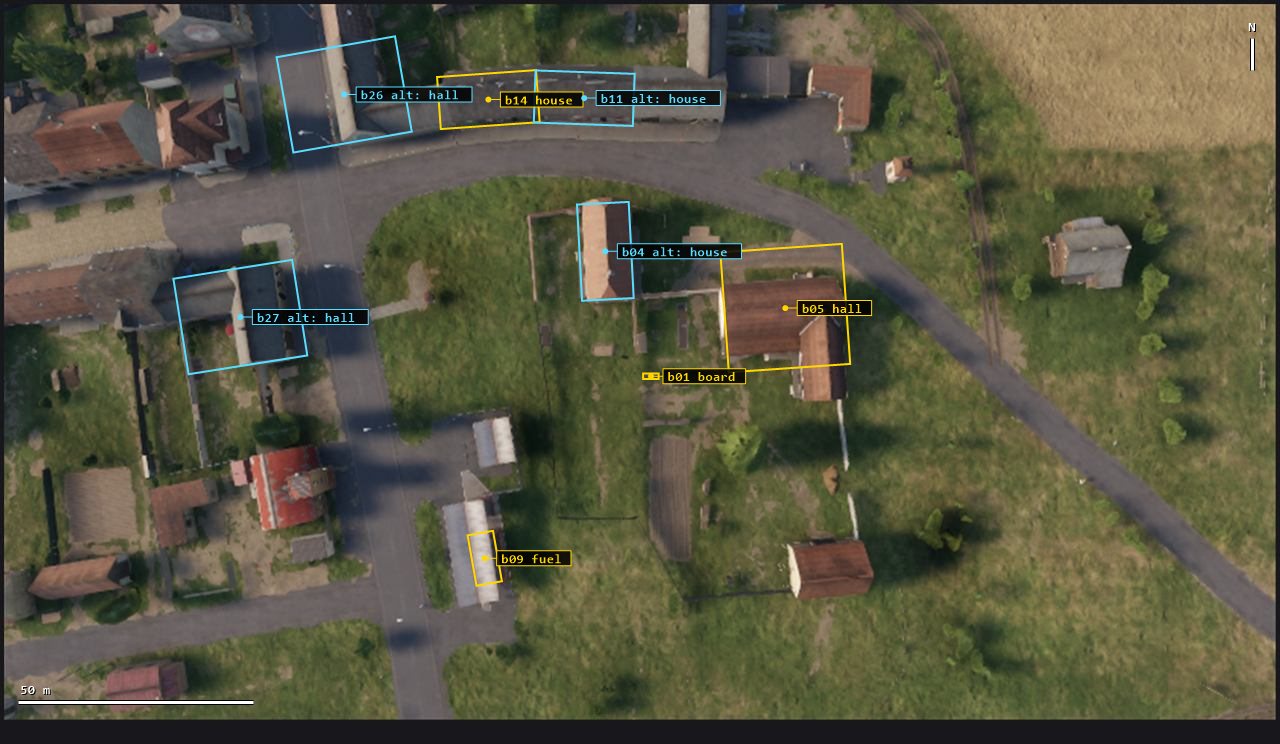 N
b26 alt: hall
b14 house
b11 alt: house
b04 alt: house
b05 hall
b27 alt: hall
b01 board
b09 fuel
50 m